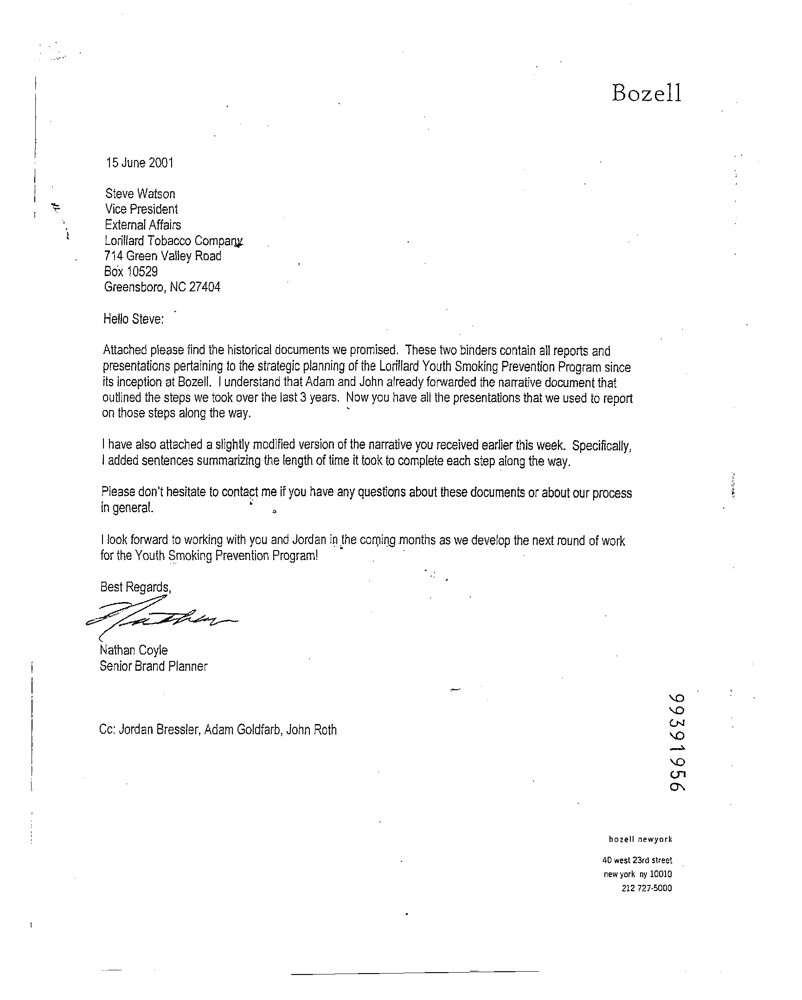 Bozell
15 June 2001
Steve Watson
Vice President
External Affairs
Lorillard Tobacco Company
714 Green Valley Road
Box 10529
Greensboro, NC 27404
Hello Steve:
Attached please find the historical documents we promised. These two binders contain all reports and
presentations pertaining to the strategic planning of the Lorillard Youth Smoking Prevention Program since
its inception at Bozell. I understand that Adam and John already forwarded the narrative document that
outlined the steps we took over the last 3 years. Now you have all the presentations that we used to report
on those steps along the way.
I have also attached a slightly modified version of the narrative you received earlier this week. Specifically,
I added sentences summarizing the length of time it took to complete each step along the way.
Please don't hesitate to contact me if you have any questions about these documents or about our process
in general.
I look forward to working with you and Jordan in the coming months as we develop the next round of work
for the Youth Smoking Prevention Program!
Best Regards,
Nathan
Nathan Coyle
Senior Brand Planner
Cc: Jordan Bressler, Adam Goldfarb, John Roth
99391956
bozell newyork
40 west 23rd street
new york ny 10010
212 727-5000